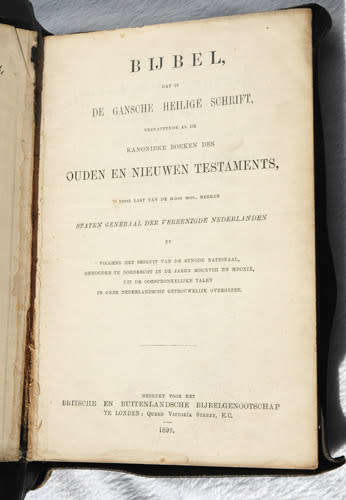 BIJBEL,
DAT IS
DE GANSCHE HEILIGE SCHRIFT,
VERVATTENDE AL DE
KANONIEKE BOEKEN DES
OUDEN EN NIEUWEN TESTAMENTS,
DOOR LAST VAN DE HOOG MOG. HEEREN
STATEN GENERAAL DER VEREENIGDE NEDERLANDEN
EN
VOLGENS HET BESLUIT VAN DE SYNODE NATIONAAL,
GEHOUDEN TE DORDRECHT IN DE JAREN MDCXVIII EN MDCXIX,
UIT DE OORSPRONKELIJKE TALEN
IN ONZE NEDERLANDSCHE GETROUWELIJK OVERGEZET.
GEDRUKT VOOR HET
BRITSCHE EN BUITENLANDSCHE BIJBELGENOOTSCHAP
TE LONDEN: QUEEN VICTORIA STREET, E.C.